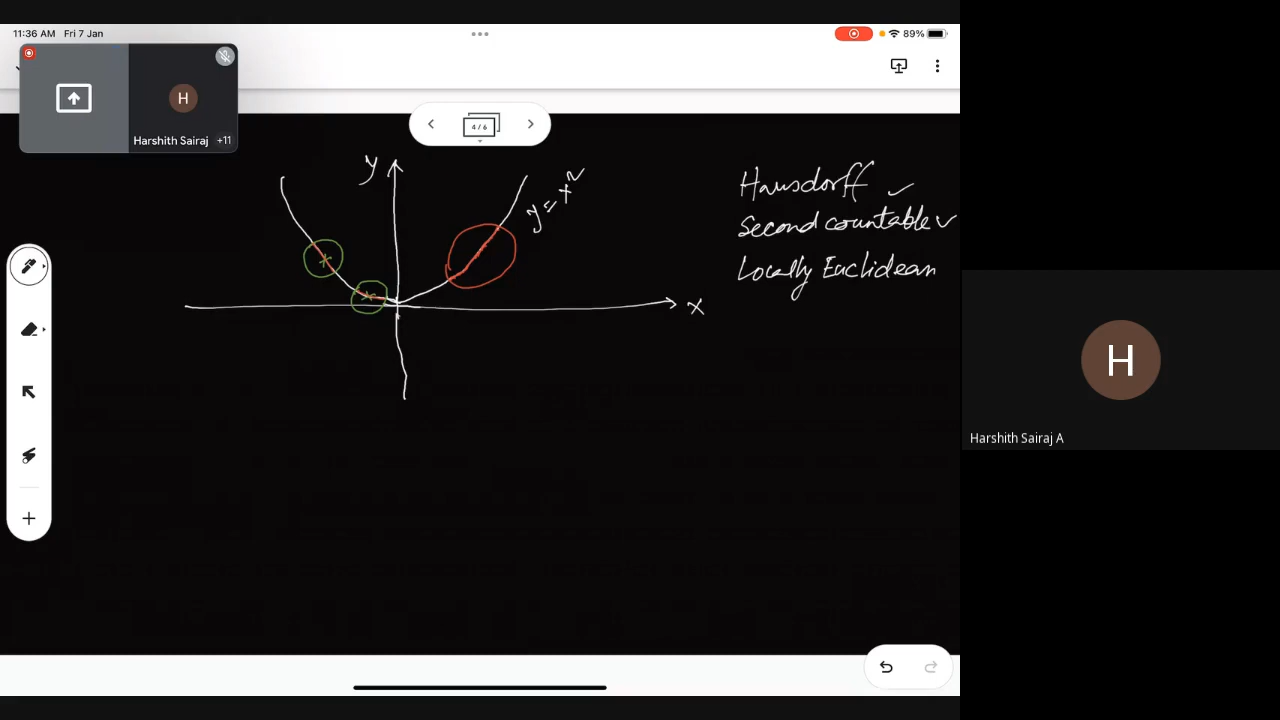 11:36 AM Fri 7 Jan
89%
H
Harshith Sairaj +11
4/6
y
y = x²
x
Hausdorff ✓
Second countable ✓
Locally Euclidean
H
Harshith Sairaj A